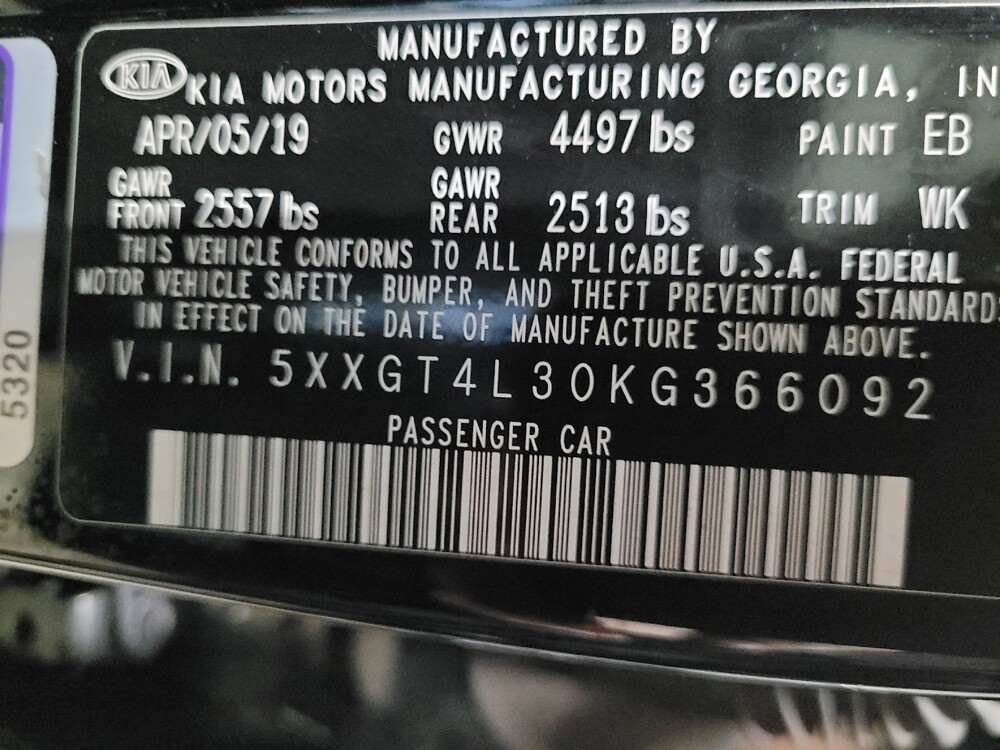 MANUFACTURED BY
KIA KIA MOTORS MANUFACTURING GEORGIA, IN
APR/05/19 GVWR 4497 lbs PAINT EB
GAWR FRONT 2557 lbs GAWR REAR 2513 lbs TRIM WK
THIS VEHICLE CONFORMS TO ALL APPLICABLE U.S.A. FEDERAL
MOTOR VEHICLE SAFETY, BUMPER, AND THEFT PREVENTION STANDARDS
IN EFFECT ON THE DATE OF MANUFACTURE SHOWN ABOVE.
V.I.N. 5XXGT4L30KG366092
PASSENGER CAR
5320